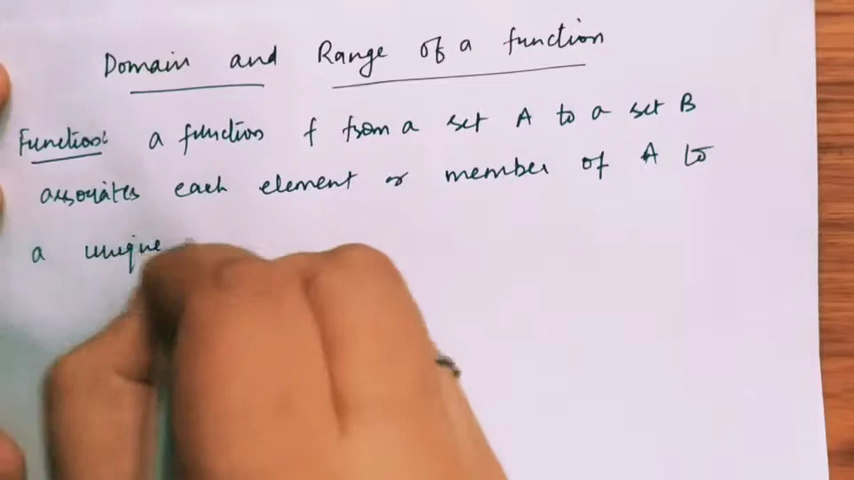 Domain and Range of a function
Function: a function f from a set A to a set B
associates each element or member of A to
a unique